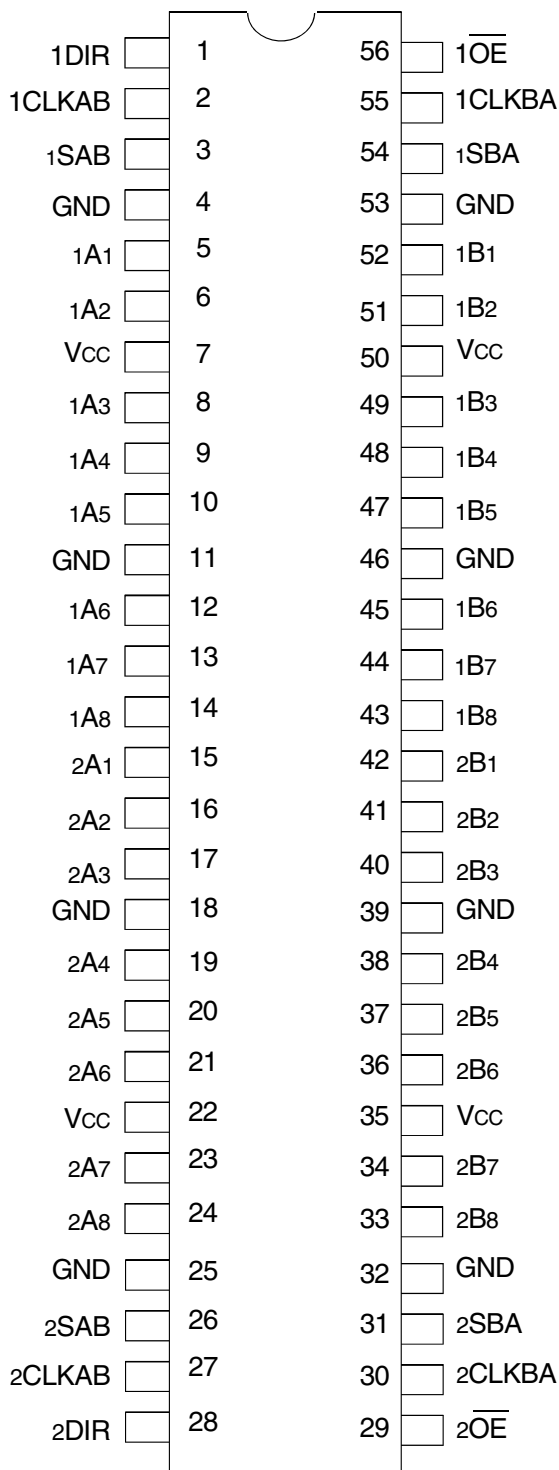 1DIR 1 56 1O̅E̅
1CLKAB 2 55 1CLKBA
1SAB 3 54 1SBA
GND 4 53 GND
1A1 5 52 1B1
1A2 6 51 1B2
VCC 7 50 VCC
1A3 8 49 1B3
1A4 9 48 1B4
1A5 10 47 1B5
GND 11 46 GND
1A6 12 45 1B6
1A7 13 44 1B7
1A8 14 43 1B8
2A1 15 42 2B1
2A2 16 41 2B2
2A3 17 40 2B3
GND 18 39 GND
2A4 19 38 2B4
2A5 20 37 2B5
2A6 21 36 2B6
VCC 22 35 VCC
2A7 23 34 2B7
2A8 24 33 2B8
GND 25 32 GND
2SAB 26 31 2SBA
2CLKAB 27 30 2CLKBA
2DIR 28 29 2O̅E̅